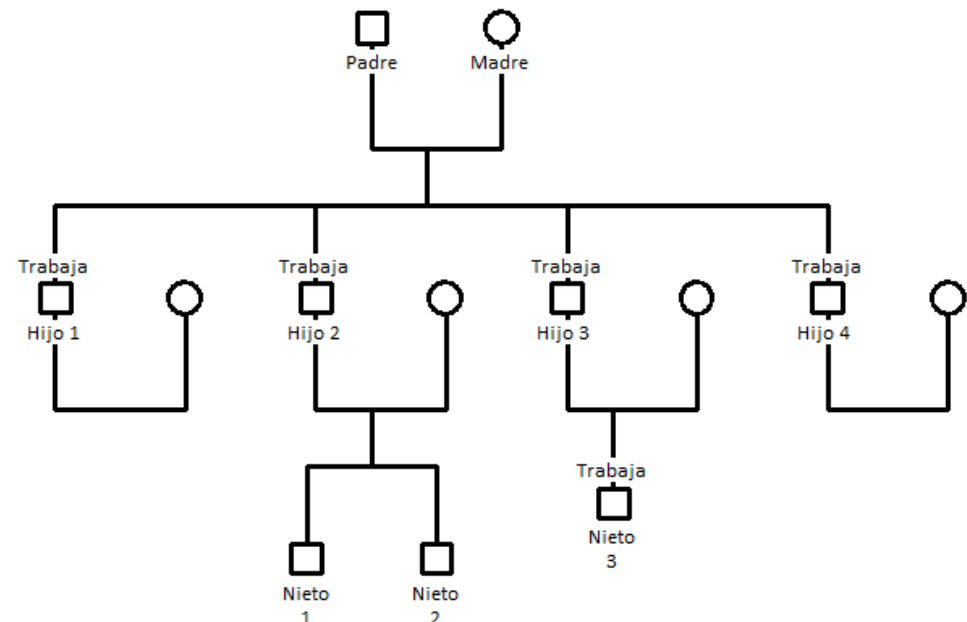 Padre
Madre
Trabaja
Trabaja
Trabaja
Trabaja
Hijo 1
Hijo 2
Hijo 3
Hijo 4
Trabaja
Nieto
3
Nieto
1
Nieto
2